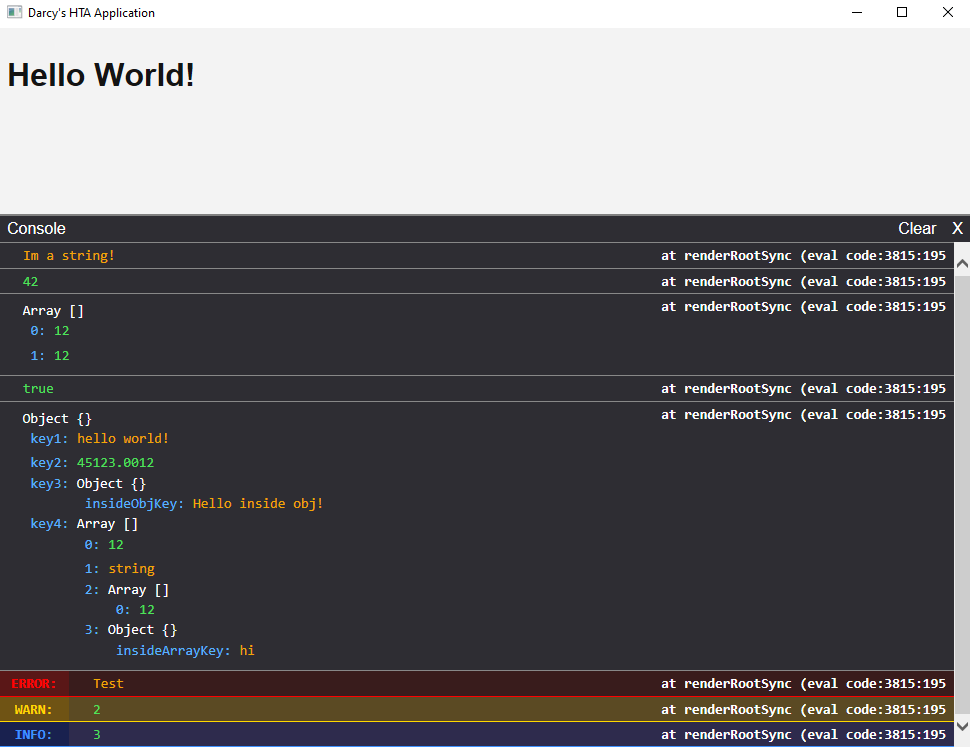 Darcy's HTA Application
Hello World!
Console Clear X
Im a string! at renderRootSync (eval code:3815:195
42 at renderRootSync (eval code:3815:195
Array [] at renderRootSync (eval code:3815:195
0: 12
1: 12
true at renderRootSync (eval code:3815:195
Object {} at renderRootSync (eval code:3815:195
key1: hello world!
key2: 45123.0012
key3: Object {}
insideObjKey: Hello inside obj!
key4: Array []
0: 12
1: string
2: Array []
0: 12
3: Object {}
insideArrayKey: hi
ERROR: Test at renderRootSync (eval code:3815:195
WARN: 2 at renderRootSync (eval code:3815:195
INFO: 3 at renderRootSync (eval code:3815:195